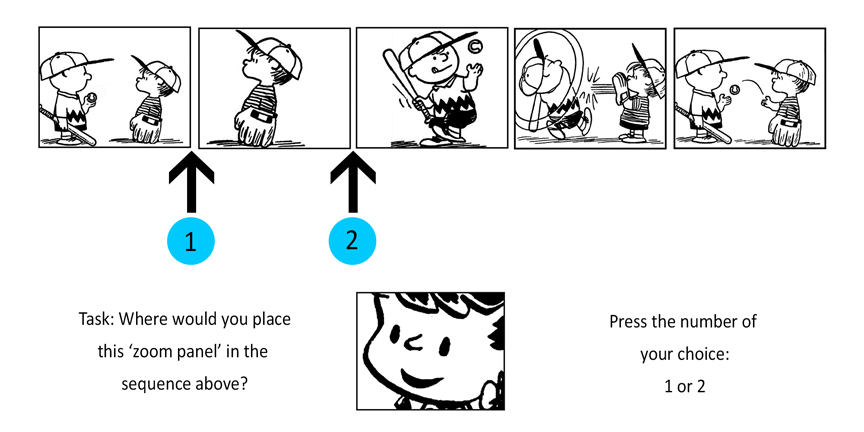 1
2
Task: Where would you place
this ‘zoom panel’ in the
sequence above?
Press the number of
your choice:
1 or 2